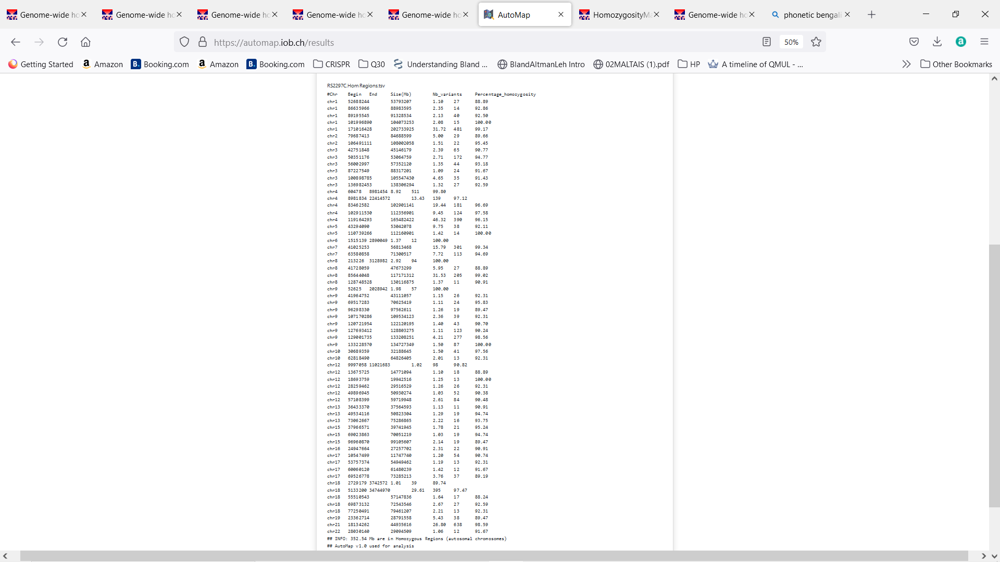 Genome-wide ho Genome-wide ho Genome-wide ho Genome-wide ho Genome-wide ho AutoMap HomozygosityMa Genome-wide ho phonetic bengali
https://automap.iob.ch/results 50%
Getting Started Amazon Booking.com Amazon Booking.com CRISPR Q30 Understanding Bland ... BlandAltmanLeh Intro 02MALTAIS (1).pdf HP A timeline of QMUL - ... Other Bookmarks
RS2297C.HomRegions.tsv
#Chr Begin End Size(Mb) Nb_variants Percentage_homozygosity
chr1 52688244 53793207 1.10 27 88.89
chr1 86635966 88983595 2.35 14 92.86
chr1 89195545 91328534 2.13 40 92.50
chr1 101996890 104073253 2.08 15 100.00
chr1 171016428 202733925 31.72 481 99.17
chr2 79687413 84688599 5.00 29 89.66
chr2 106491111 108002058 1.51 22 95.45
chr3 42751848 45146179 2.39 65 90.77
chr3 50351176 53064759 2.71 172 94.77
chr3 56002997 57352120 1.35 44 93.18
chr3 87227549 88317201 1.09 24 91.67
chr3 100898785 105547430 4.65 35 91.43
chr3 136982453 138306294 1.32 27 92.59
chr4 60478 8981454 8.92 511 99.80
chr4 8981834 22414572 13.43 139 97.12
chr4 83462582 102901141 19.44 181 96.69
chr4 102911530 112356901 9.45 124 97.58
chr4 119164293 165482422 46.32 390 96.15
chr5 43294090 53042078 9.75 38 92.11
chr5 110739266 112160901 1.42 14 100.00
chr6 1515139 2890049 1.37 12 100.00
chr7 41025253 56813468 15.79 301 99.34
chr7 63580858 71300517 7.72 113 94.69
chr8 213226 3128982 2.92 94 100.00
chr8 41728059 47673299 5.95 27 88.89
chr8 85644048 117171312 31.53 205 99.02
chr8 128748528 130116875 1.37 11 90.91
chr9 52625 2028942 1.98 57 100.00
chr9 41964752 43111057 1.15 26 92.31
chr9 69517283 70625419 1.11 24 95.83
chr9 96298330 97562611 1.26 19 89.47
chr9 107170286 109534123 2.36 39 92.31
chr9 120721954 122120195 1.40 43 90.70
chr9 127693412 128803275 1.11 123 90.24
chr9 129001735 133208251 4.21 277 98.56
chr9 133228570 134727349 1.50 87 100.00
chr10 30689359 32188645 1.50 41 97.56
chr10 62818490 64826405 2.01 13 92.31
chr12 9997058 11021683 1.02 98 90.82
chr12 13675725 14771094 1.10 18 88.89
chr12 18693759 19942516 1.25 13 100.00
chr12 28259462 29516529 1.26 26 92.31
chr12 49896945 50930274 1.03 52 90.38
chr12 57108399 59719948 2.61 84 90.48
chr13 36433370 37564593 1.13 11 90.91
chr13 49534116 50823304 1.29 19 94.74
chr13 73062667 75286865 2.22 16 93.75
chr15 37966571 39741945 1.78 21 95.24
chr15 69023863 70051219 1.03 19 94.74
chr15 96960870 99105607 2.14 19 89.47
chr16 24947664 27257702 2.31 22 90.91
chr17 10547499 11747740 1.20 54 90.74
chr17 53757374 54949462 1.19 13 92.31
chr17 60060120 61480239 1.42 12 91.67
chr17 69526778 73285213 3.76 37 89.19
chr18 2729179 3742572 1.01 39 89.74
chr18 5133200 34744970 29.61 395 97.47
chr18 55510543 57147836 1.64 17 88.24
chr18 69873132 72543546 2.67 27 92.59
chr18 77250491 79461207 2.21 13 92.31
chr19 23362714 28791558 5.43 38 89.47
chr21 18134262 44935616 26.80 638 98.59
chr22 28030140 29094509 1.06 12 91.67
## INFO: 352.54 Mb are in Homozygous Regions (autosomal chromosomes)
## AutoMap v1.0 used for analysis